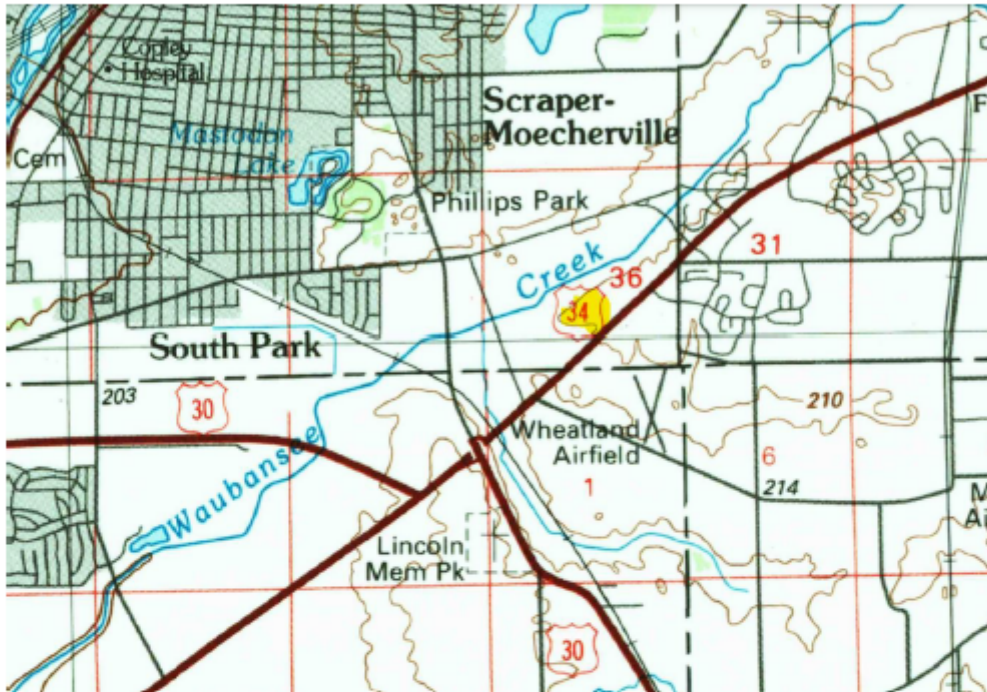 Copley
Hospital
Scraper-
Moecherville
F
Mastodon
Lake
Cem
Phillips Park
31
Creek
36
34
South Park
203
30
210
Wheatland
Airfield
6
Waubansee
1
214
M
Ai
Lincoln
Mem Pk
30